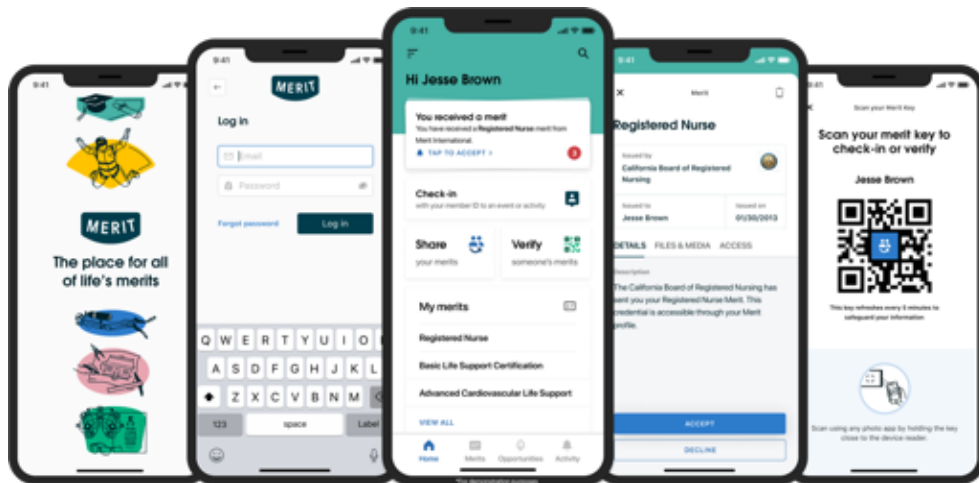 9:41
MERIT
The place for all
of life's merits
9:41
MERIT
Log in
Email
Password
Forgot password
Log in
Q W E R T Y U I O
A S D F G H J K L
Z X C V B N M
123 space Label
9:41
Hi Jesse Brown
You received a merit
You have received a Registered Nurse merit from
Merit International.
TAP TO ACCEPT >
3
Check-in
with your member ID to an event or activity
Share
your merits
Verify
someone's merits
My merits
Registered Nurse
Basic Life Support Certification
Advanced Cardiovascular Life Support
VIEW ALL
Home Merits Opportunities Activity
*For demonstration purposes
9:41
Merit
Registered Nurse
Issued by
California Board of Registered
Nursing
Issued to
Jesse Brown
Issued on
01/30/2013
DETAILS FILES & MEDIA ACCESS
Description
The California Board of Registered Nursing has
sent you your Registered Nurse Merit. This
credential is accessible through your Merit
profile.
ACCEPT
DECLINE
9:41
Scan your Merit Key
Scan your merit key to
check-in or verify
Jesse Brown
This key refreshes every 5 minutes to
safeguard your information
Scan using any photo app by holding the key
close to the device reader.